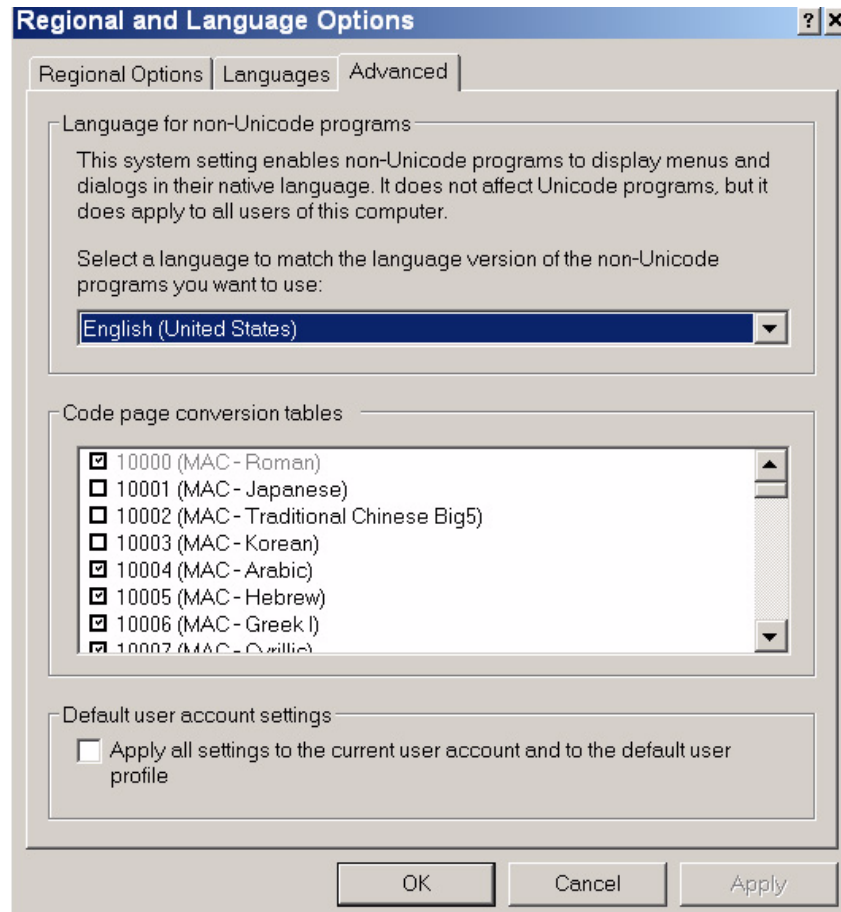 Regional and Language Options
Regional Options Languages Advanced
Language for non-Unicode programs
This system setting enables non-Unicode programs to display menus and
dialogs in their native language. It does not affect Unicode programs, but it
does apply to all users of this computer.
Select a language to match the language version of the non-Unicode
programs you want to use:
English (United States)
Code page conversion tables
10000 (MAC - Roman)
10001 (MAC - Japanese)
10002 (MAC - Traditional Chinese Big5)
10003 (MAC - Korean)
10004 (MAC - Arabic)
10005 (MAC - Hebrew)
10006 (MAC - Greek I)
10007 (MAC - Cyrillic)
Default user account settings
Apply all settings to the current user account and to the default user
profile
OK Cancel Apply